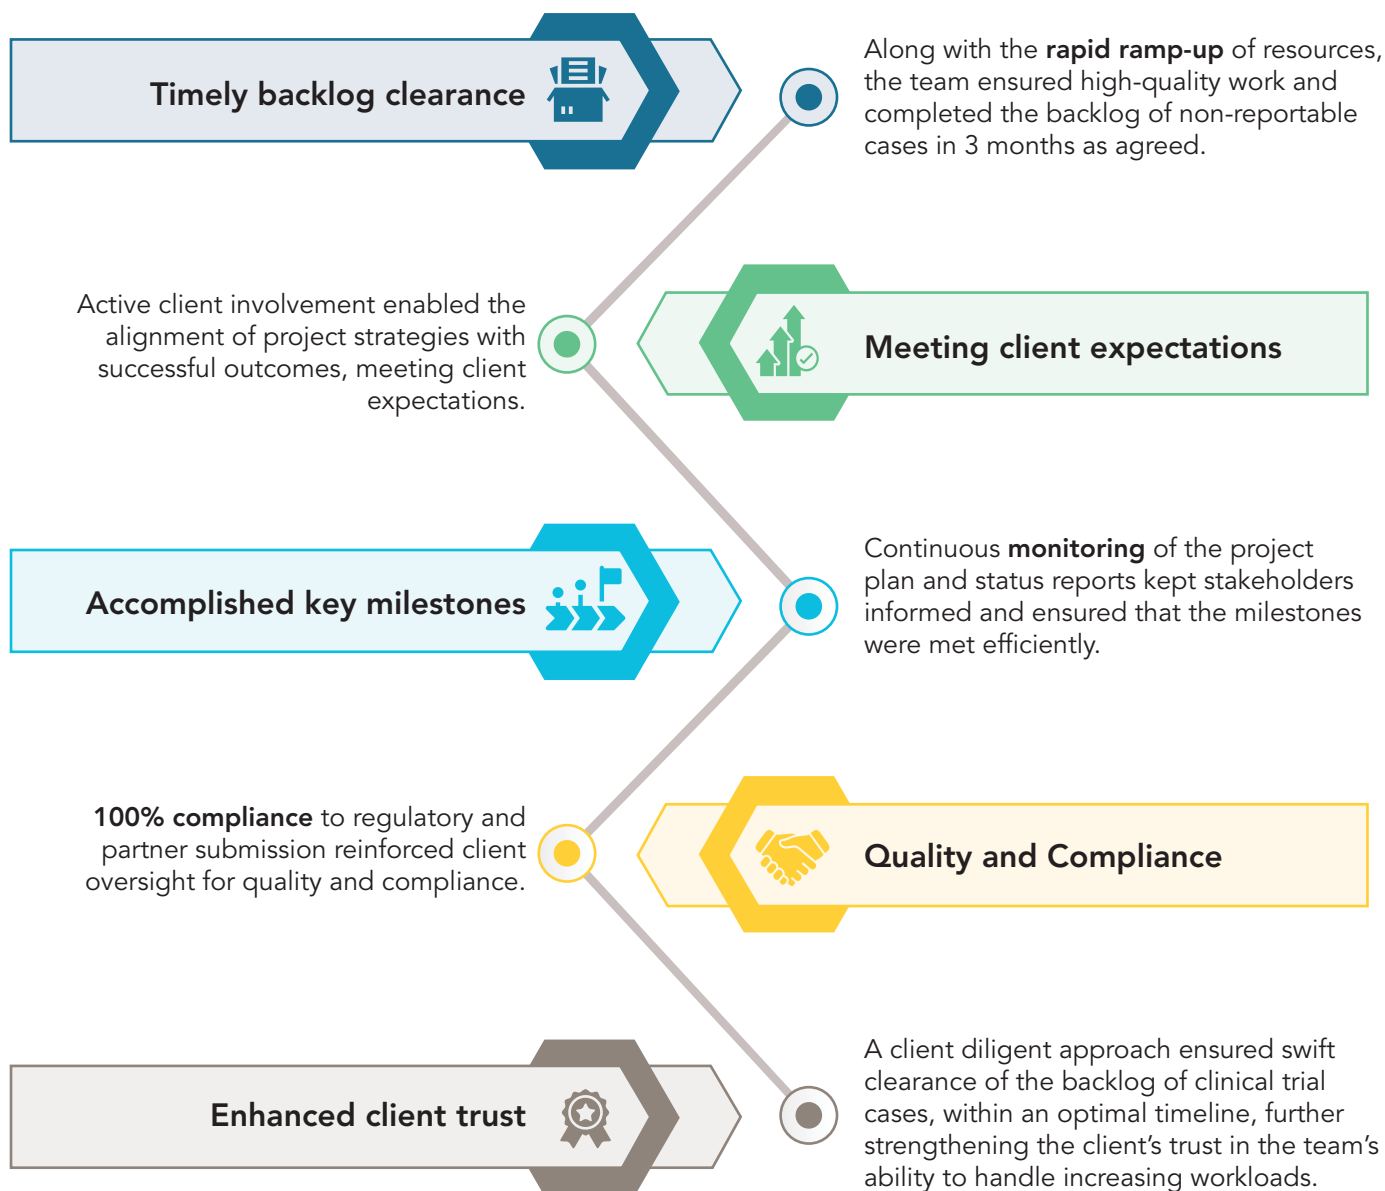 Timely backlog clearance
Along with the rapid ramp-up of resources,
the team ensured high-quality work and
completed the backlog of non-reportable
cases in 3 months as agreed.
Active client involvement enabled the
alignment of project strategies with
successful outcomes, meeting client
expectations.
Meeting client expectations
Accomplished key milestones
Continuous monitoring of the project
plan and status reports kept stakeholders
informed and ensured that the milestones
were met efficiently.
100% compliance to regulatory and
partner submission reinforced client
oversight for quality and compliance.
Quality and Compliance
Enhanced client trust
A client diligent approach ensured swift
clearance of the backlog of clinical trial
cases, within an optimal timeline, further
strengthening the client’s trust in the team’s
ability to handle increasing workloads.